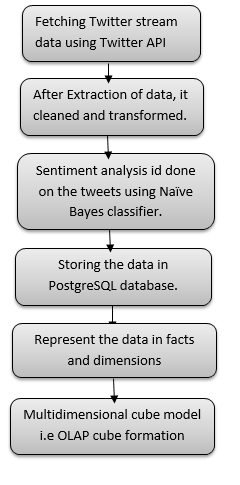 Fetching Twitter stream
data using Twitter API
After Extraction of data, it
cleaned and transformed.
Sentiment analysis id done
on the tweets using Naïve
Bayes classifier.
Storing the data in
PostgreSQL database.
Represent the data in facts
and dimensions
Multidimensional cube model
i.e OLAP cube formation